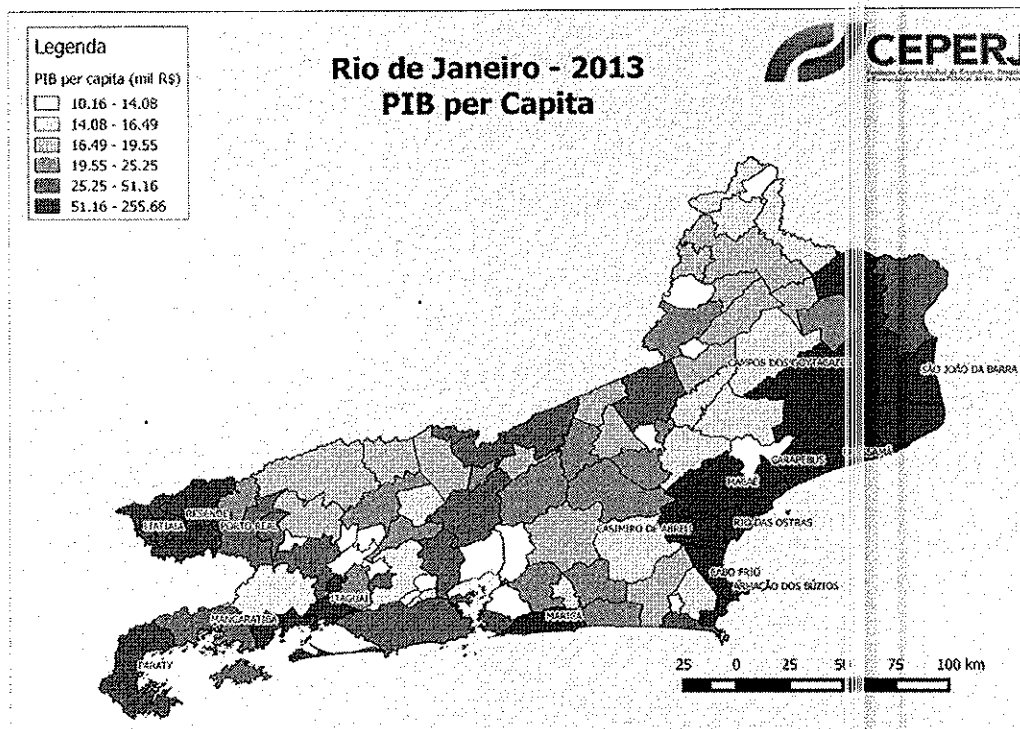 Legenda
PIB per capita (mil R$)
10.16 - 14.08
14.08 - 16.49
16.49 - 19.55
19.55 - 25.25
25.25 - 51.16
51.16 - 255.66
Rio de Janeiro - 2013
PIB per Capita
CEPERJ
CAMPOS DOS
SÃO JOÃO DA BARRA
CARAPEBUS
MACAÉ
RIO DAS OSTRAS
CASIMIRO DE ABREU
CABO FRIO
ARMAÇÃO DOS BÚZIOS
RESENDE
ITATIAIA
PORTO REAL
ITAGUAÍ
MANGARATIBA
MARICÁ
PARATY
25 0 25 50 75 100 km